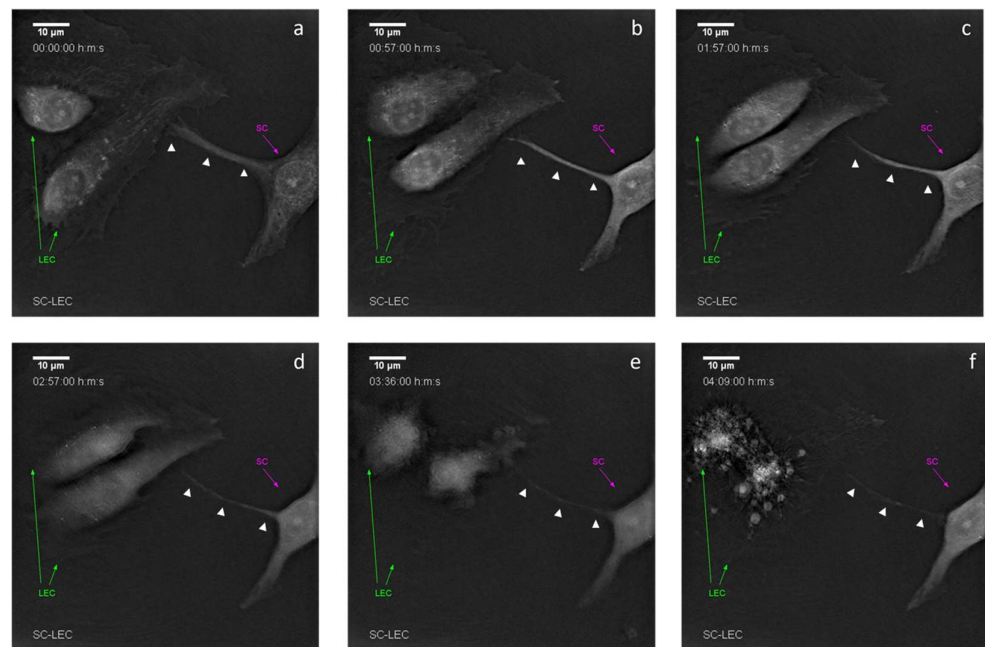 10 µm
a
00:00:00 h:m:s
SC
LEC
SC-LEC
10 µm
b
00:57:00 h:m:s
SC
LEC
SC-LEC
10 µm
c
01:57:00 h:m:s
SC
LEC
SC-LEC
10 µm
d
02:57:00 h:m:s
SC
LEC
SC-LEC
10 µm
e
03:36:00 h:m:s
SC
LEC
SC-LEC
10 µm
f
04:09:00 h:m:s
SC
LEC
SC-LEC